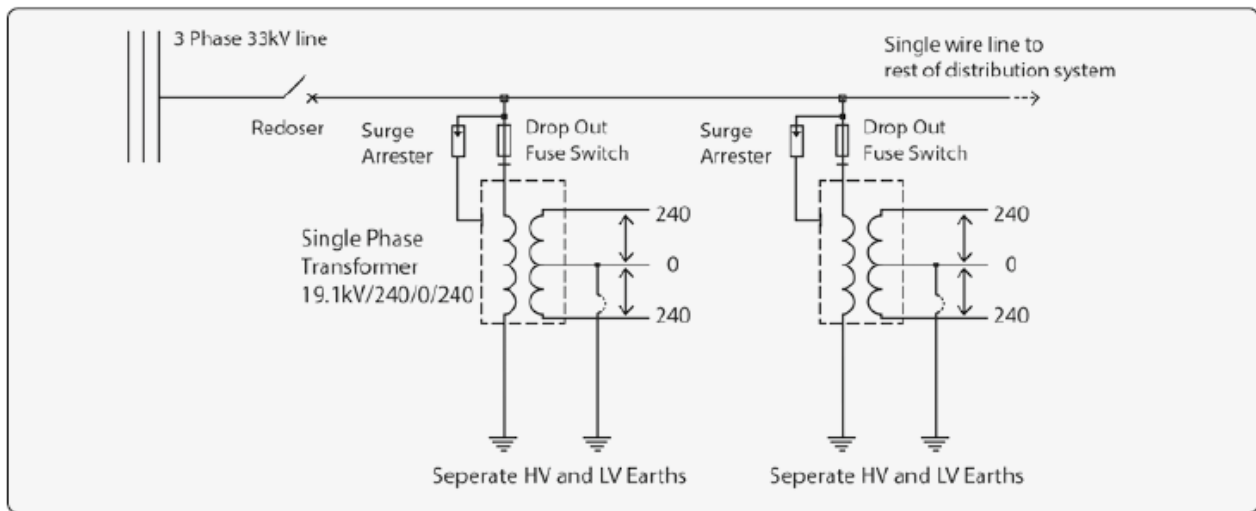 3 Phase 33kV line
Single wire line to
rest of distribution system
Redoser
Surge
Arrester
Drop Out
Fuse Switch
Surge
Arrester
Drop Out
Fuse Switch
240
0
240
Single Phase
Transformer
19.1kV/240/0/240
240
0
240
Seperate HV and LV Earths
Seperate HV and LV Earths